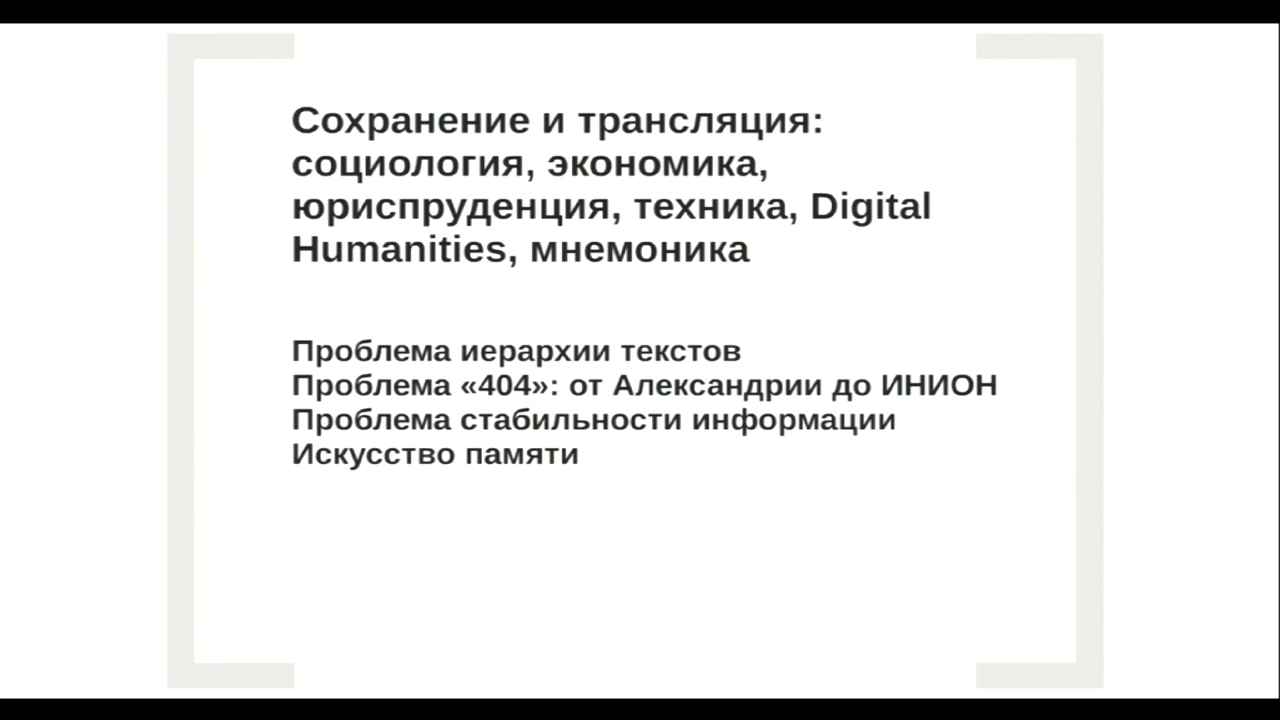 Сохранение и трансляция:
социология, экономика,
юриспруденция, техника, Digital
Humanities, мнемоника
Проблема иерархии текстов
Проблема «404»: от Александрии до ИНИОН
Проблема стабильности информации
Искусство памяти